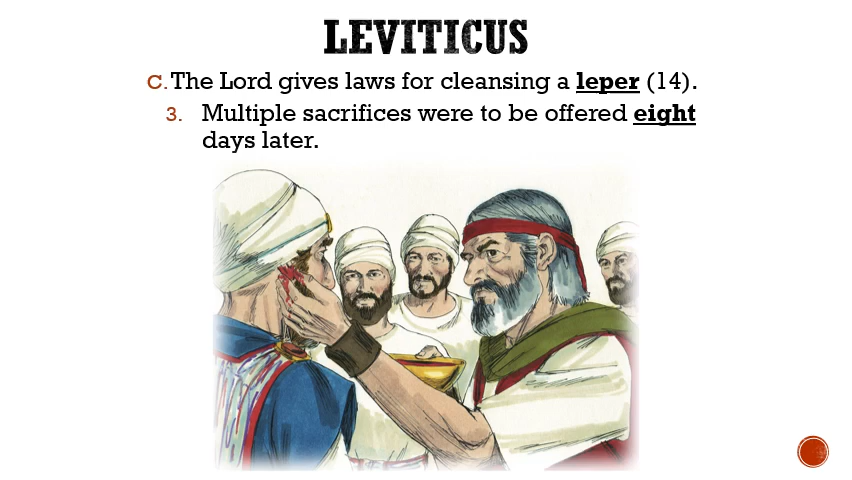 LEVITICUS
C. The Lord gives laws for cleansing a leper (14).
3. Multiple sacrifices were to be offered eight
days later.